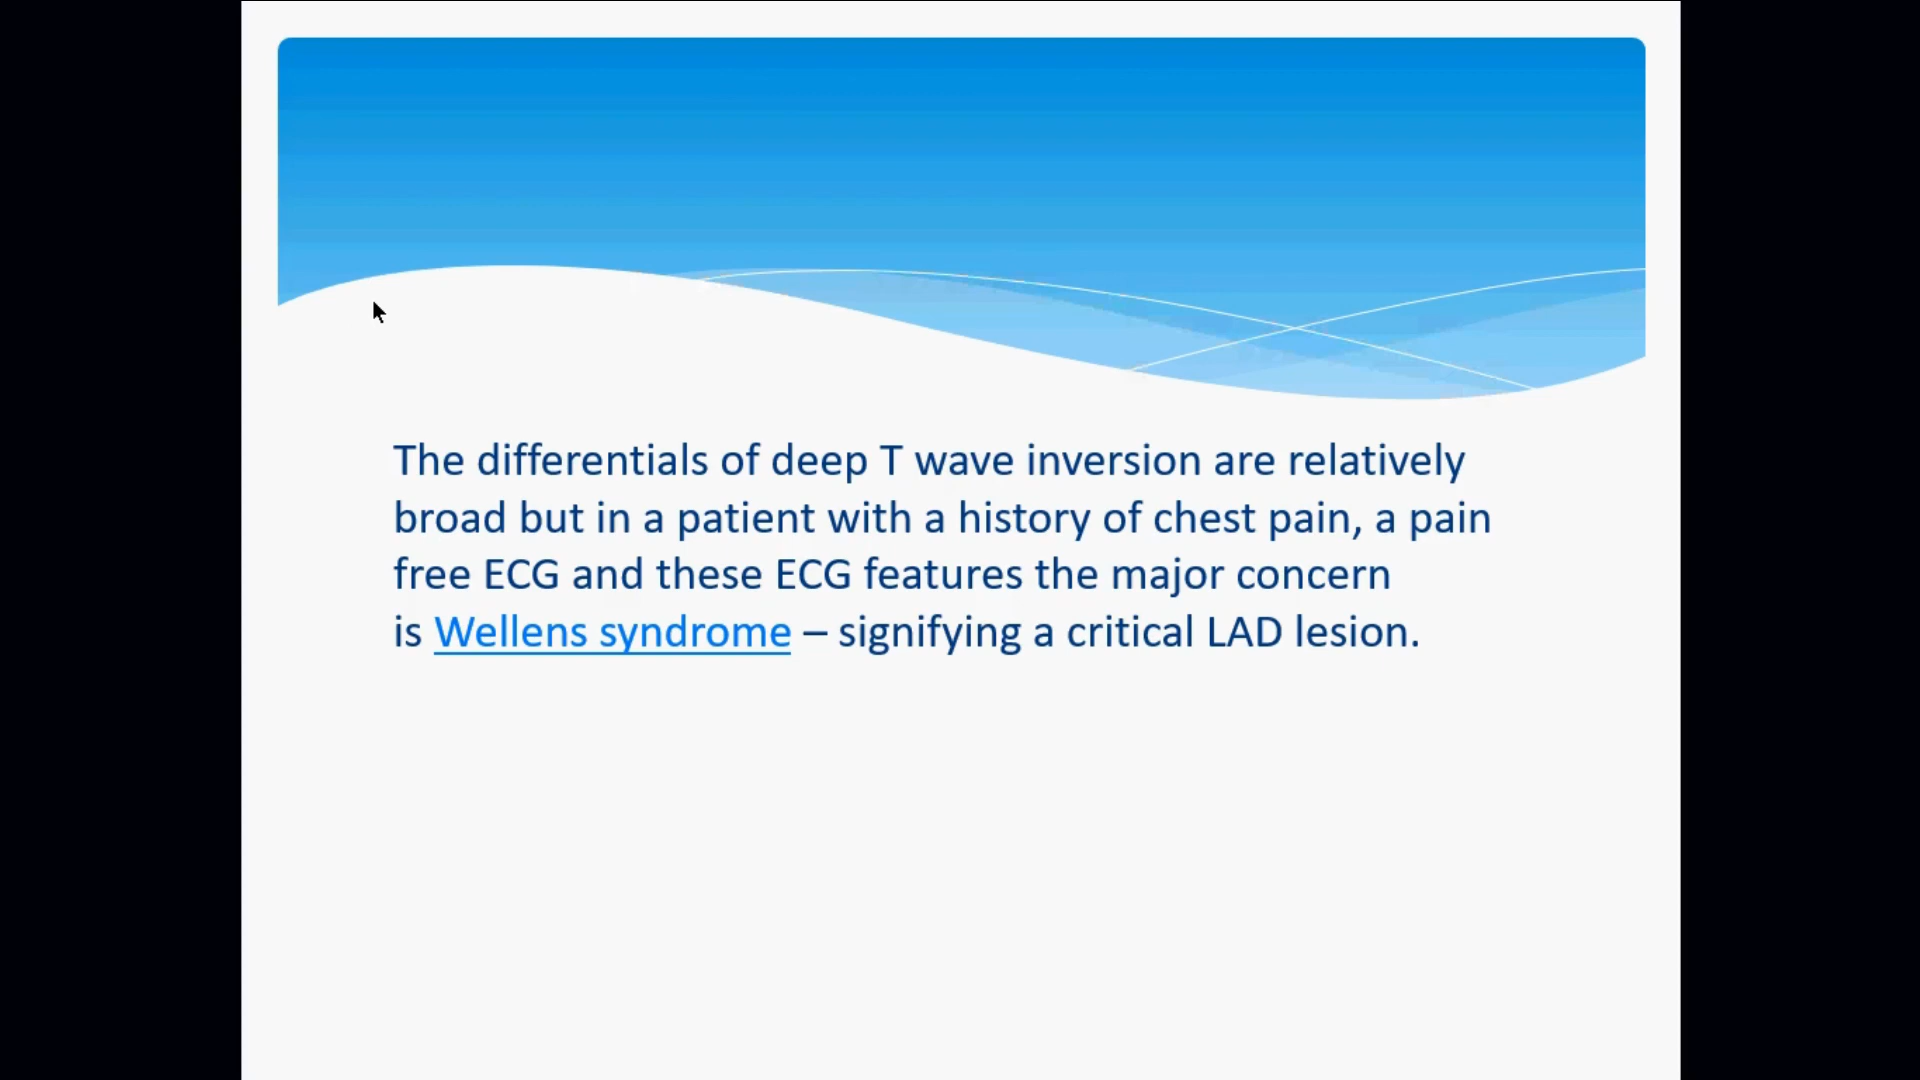 The differentials of deep T wave inversion are relatively
broad but in a patient with a history of chest pain, a pain
free ECG and these ECG features the major concern
is Wellens syndrome – signifying a critical LAD lesion.